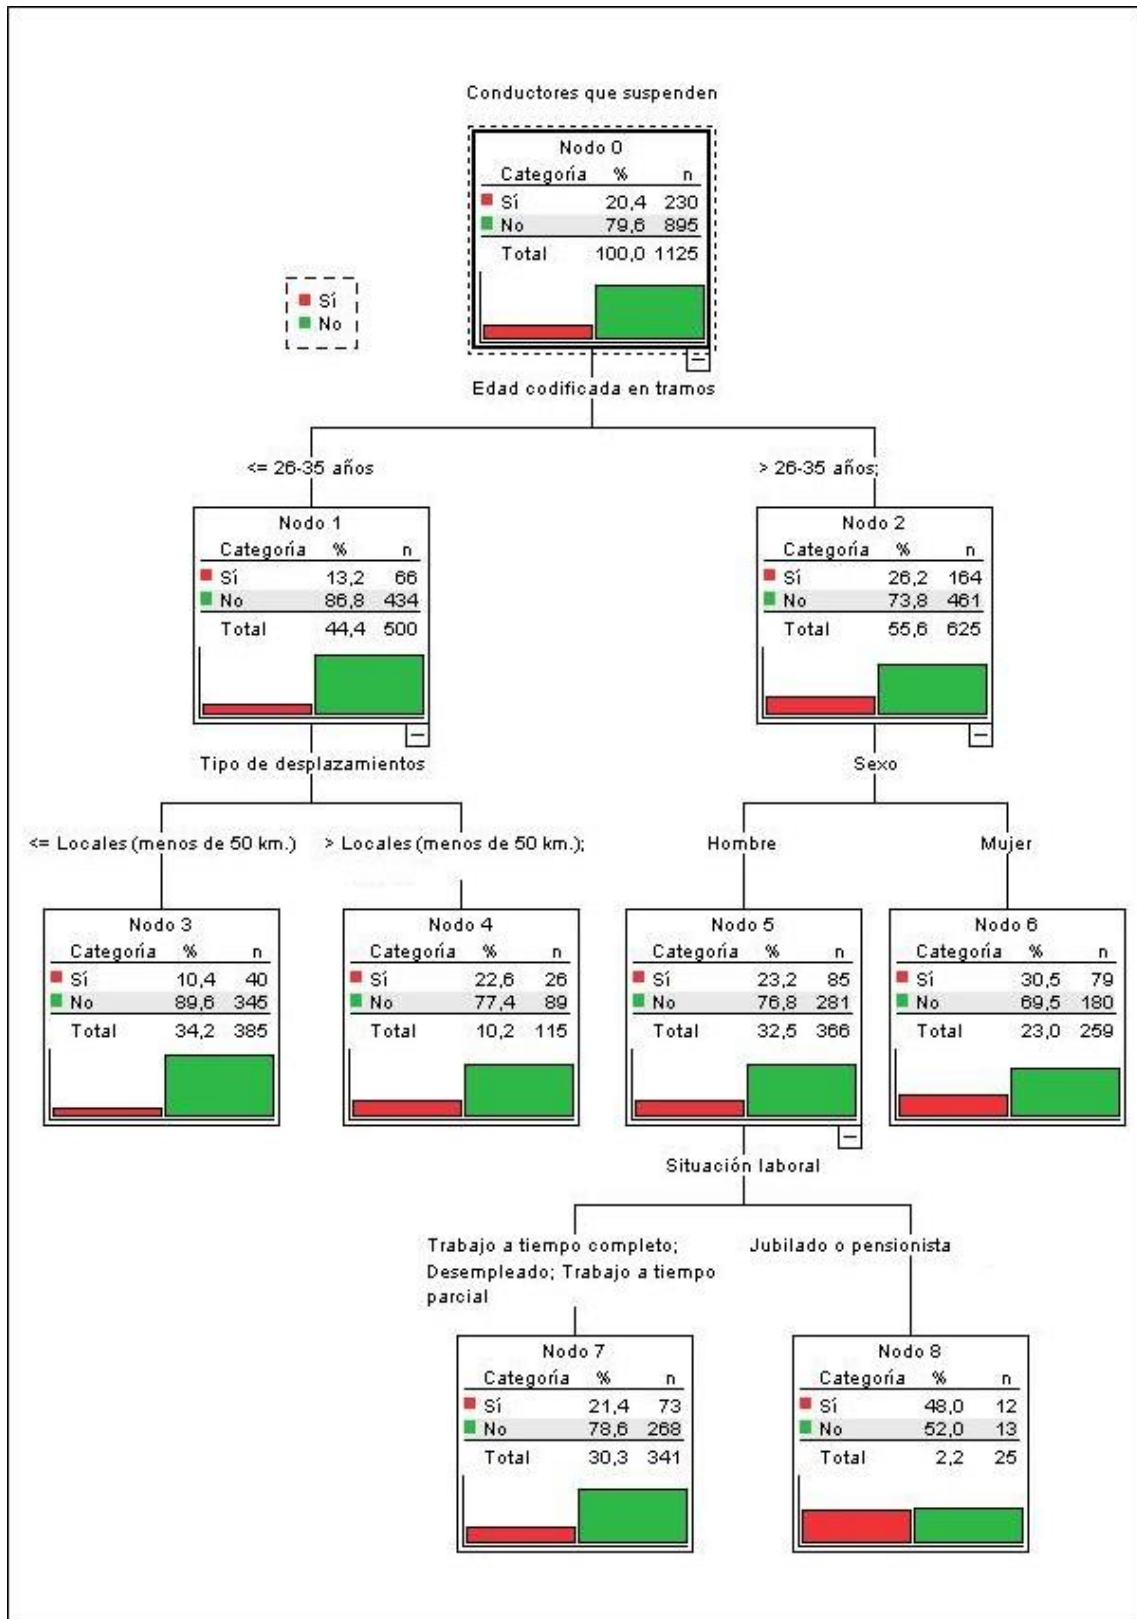 Conductores que suspenden
Nodo 0
Categoría % n
Sí 20,4 230
No 79,6 895
Total 100,0 1125
Sí
No
Edad codificada en tramos
<= 26-35 años
> 26-35 años;
Nodo 1
Categoría % n
Sí 13,2 66
No 86,8 434
Total 44,4 500
Nodo 2
Categoría % n
Sí 26,2 164
No 73,8 461
Total 55,6 625
Tipo de desplazamientos
Sexo
<= Locales (menos de 50 km.)
> Locales (menos de 50 km.);
Hombre
Mujer
Nodo 3
Categoría % n
Sí 10,4 40
No 89,6 345
Total 34,2 385
Nodo 4
Categoría % n
Sí 22,6 26
No 77,4 89
Total 10,2 115
Nodo 5
Categoría % n
Sí 23,2 85
No 76,8 281
Total 32,5 366
Nodo 6
Categoría % n
Sí 30,5 79
No 69,5 180
Total 23,0 259
Situación laboral
Trabajo a tiempo completo;
Desempleado; Trabajo a tiempo
parcial
Jubilado o pensionista
Nodo 7
Categoría % n
Sí 21,4 73
No 78,6 268
Total 30,3 341
Nodo 8
Categoría % n
Sí 48,0 12
No 52,0 13
Total 2,2 25